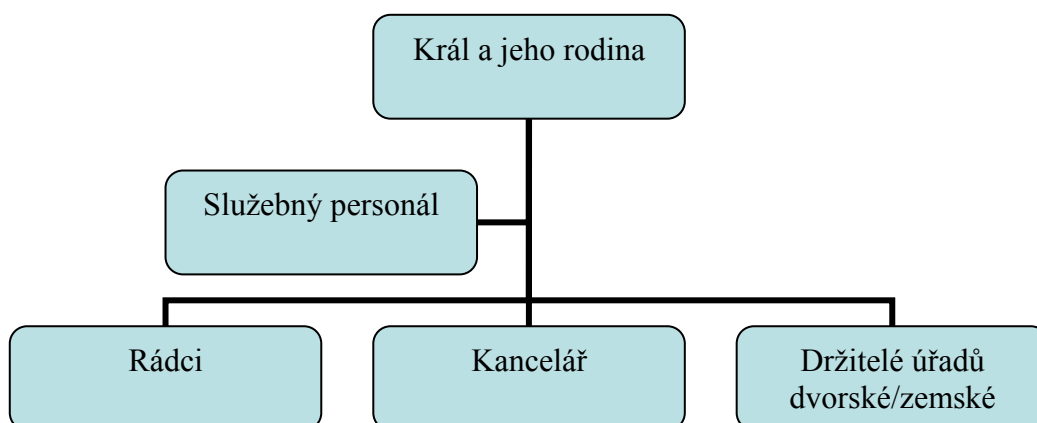 Král a jeho rodina
Služebný personál
Rádci
Kancelář
Držitelé úřadů
dvorské/zemské